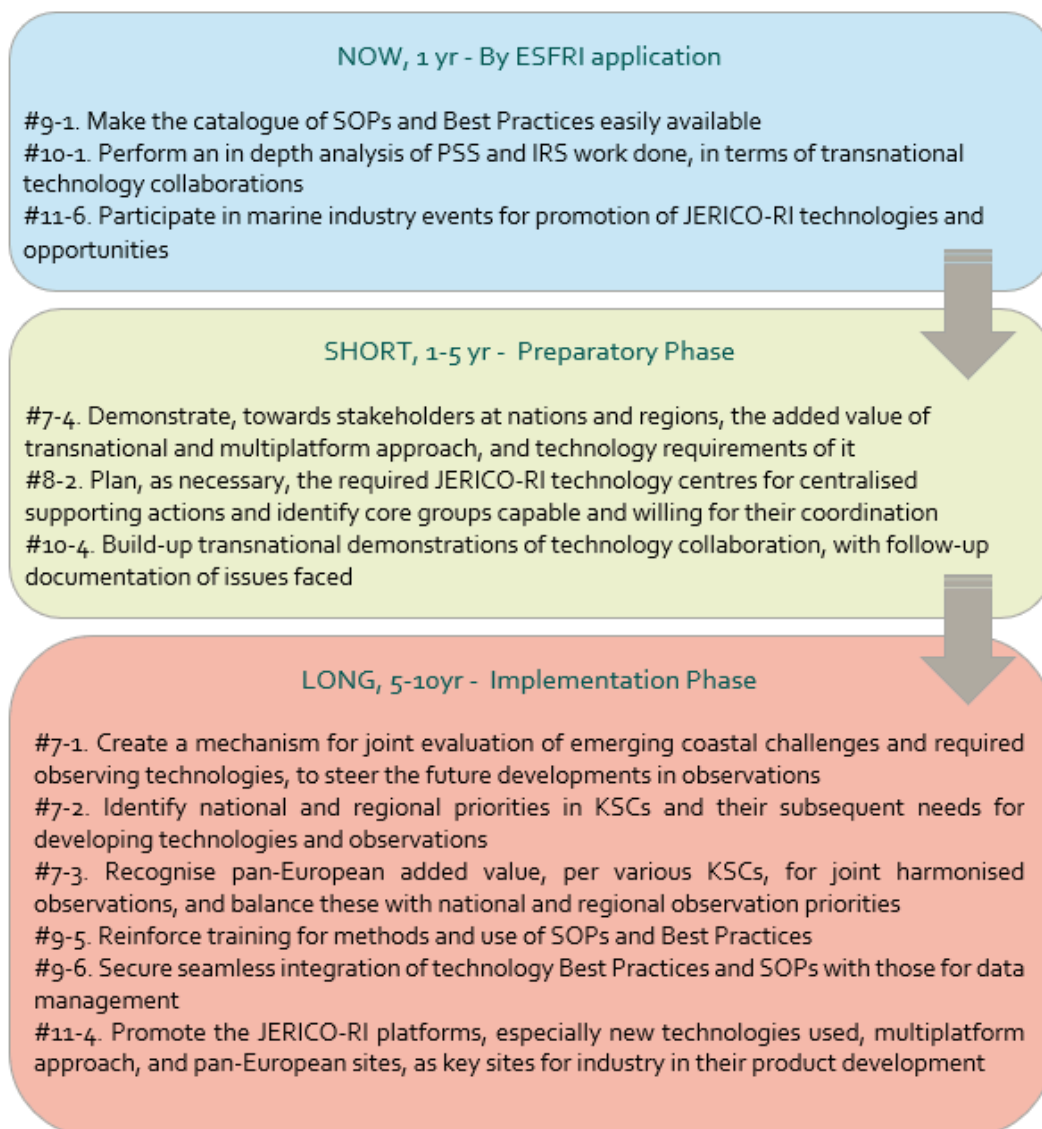 NOW, 1 yr - By ESFRI application
#9-1. Make the catalogue of SOPs and Best Practices easily available
#10-1. Perform an in depth analysis of PSS and IRS work done, in terms of transnational
technology collaborations
#11-6. Participate in marine industry events for promotion of JERICO-RI technologies and
opportunities
SHORT, 1-5 yr - Preparatory Phase
#7-4. Demonstrate, towards stakeholders at nations and regions, the added value of
transnational and multiplatform approach, and technology requirements of it
#8-2. Plan, as necessary, the required JERICO-RI technology centres for centralised
supporting actions and identify core groups capable and willing for their coordination
#10-4. Build-up transnational demonstrations of technology collaboration, with follow-up
documentation of issues faced
LONG, 5-10yr - Implementation Phase
#7-1. Create a mechanism for joint evaluation of emerging coastal challenges and required
observing technologies, to steer the future developments in observations
#7-2. Identify national and regional priorities in KSCs and their subsequent needs for
developing technologies and observations
#7-3. Recognise pan-European added value, per various KSCs, for joint harmonised
observations, and balance these with national and regional observation priorities
#9-5. Reinforce training for methods and use of SOPs and Best Practices
#9-6. Secure seamless integration of technology Best Practices and SOPs with those for data
management
#11-4. Promote the JERICO-RI platforms, especially new technologies used, multiplatform
approach, and pan-European sites, as key sites for industry in their product development